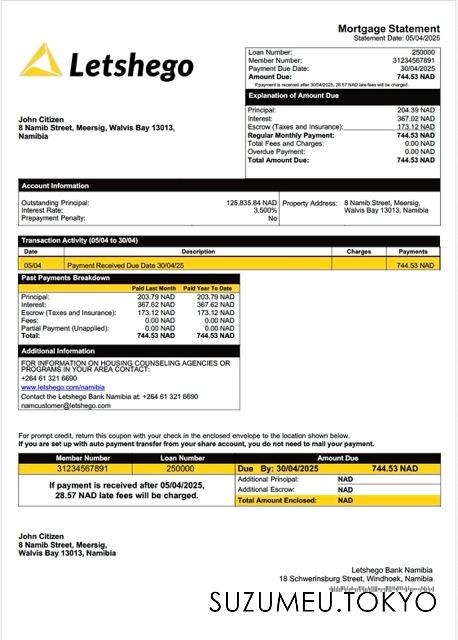 Mortgage Statement
Statement Date: 05/04/2025
Letshego
Loan Number: 250000
Member Number: 31234567891
Payment Due Date: 30/04/2025
Amount Due: 744.53 NAD
If payment is received after 30/04/2025, 28.57 NAD late fees will be charged.
John Citizen
8 Namib Street, Meersig, Walvis Bay 13013,
Namibia
Explanation of Amount Due
Principal: 204.39 NAD
Interest: 367.02 NAD
Escrow (Taxes and Insurance): 173.12 NAD
Regular Monthly Payment: 744.53 NAD
Total Fees and Charges: 0.00 NAD
Overdue Payment: 0.00 NAD
Total Amount Due: 744.53 NAD
Account Information
Outstanding Principal: 125,835.84 NAD Property Address: 8 Namib Street, Meersig,
Interest Rate: 3.500% Walvis Bay 13013, Namibia
Prepayment Penalty: No
Transaction Activity (05/04 to 30/04)
Date Description Charges Payments
05/04 Payment Received Due Date 30/04/25 744.53 NAD
Past Payments Breakdown
Paid Last Month Paid Year To Date
Principal: 203.79 NAD 203.79 NAD
Interest: 367.62 NAD 367.62 NAD
Escrow (Taxes and Insurance): 173.12 NAD 173.12 NAD
Fees: 0.00 NAD 0.00 NAD
Partial Payment (Unapplied): 0.00 NAD 0.00 NAD
Total: 744.53 NAD 744.53 NAD
Additional Information
FOR INFORMATION ON HOUSING COUNSELING AGENCIES OR
PROGRAMS IN YOUR AREA CONTACT:
+264 61 321 6690
www.letshego.com/namibia
Contact the Letshego Bank Namibia at: +264 61 321 6690
namcustomer@letshego.com
For prompt credit, return this coupon with your check in the enclosed envelope to the location shown below.
If you are set up with auto payment transfer from your share account, you do not need to mail your payment.
Member Number Loan Number Amount Due
31234567891 250000 Due By: 30/04/2025 744.53 NAD
If payment is received after 05/04/2025,
28.57 NAD late fees will be charged.
Additional Principal: NAD
Additional Escrow: NAD
Total Amount Enclosed: NAD
John Citizen
8 Namib Street, Meersig,
Walvis Bay 13013, Namibia
Letshego Bank Namibia
18 Schwerinsburg Street, Windhoek, Namibia
SUZUMEU.TOKYO